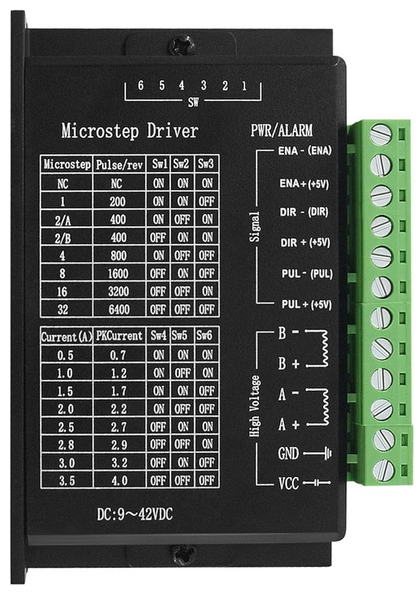 6 5 4 3 2 1
SW
Microstep Driver
PWR/ALARM
Microstep Pulse/rev Sw1 Sw2 Sw3
NC NC ON ON ON
1 200 ON ON OFF
2/A 400 ON OFF ON
2/B 400 OFF ON ON
4 800 ON OFF OFF
8 1600 OFF ON OFF
16 3200 OFF OFF ON
32 6400 OFF OFF OFF
Current(A) PKCurrent Sw4 Sw5 Sw6
0.5 0.7 ON ON ON
1.0 1.2 ON OFF ON
1.5 1.7 ON ON OFF
2.0 2.2 ON OFF OFF
2.5 2.7 OFF ON ON
2.8 2.9 OFF OFF ON
3.0 3.2 OFF ON OFF
3.5 4.0 OFF OFF OFF
DC:9～42VDC
Signal
ENA - (ENA)
ENA + (+5V)
DIR - (DIR)
DIR + (+5V)
PUL - (PUL)
PUL + (+5V)
High Voltage
B -
B +
A -
A +
GND
VCC